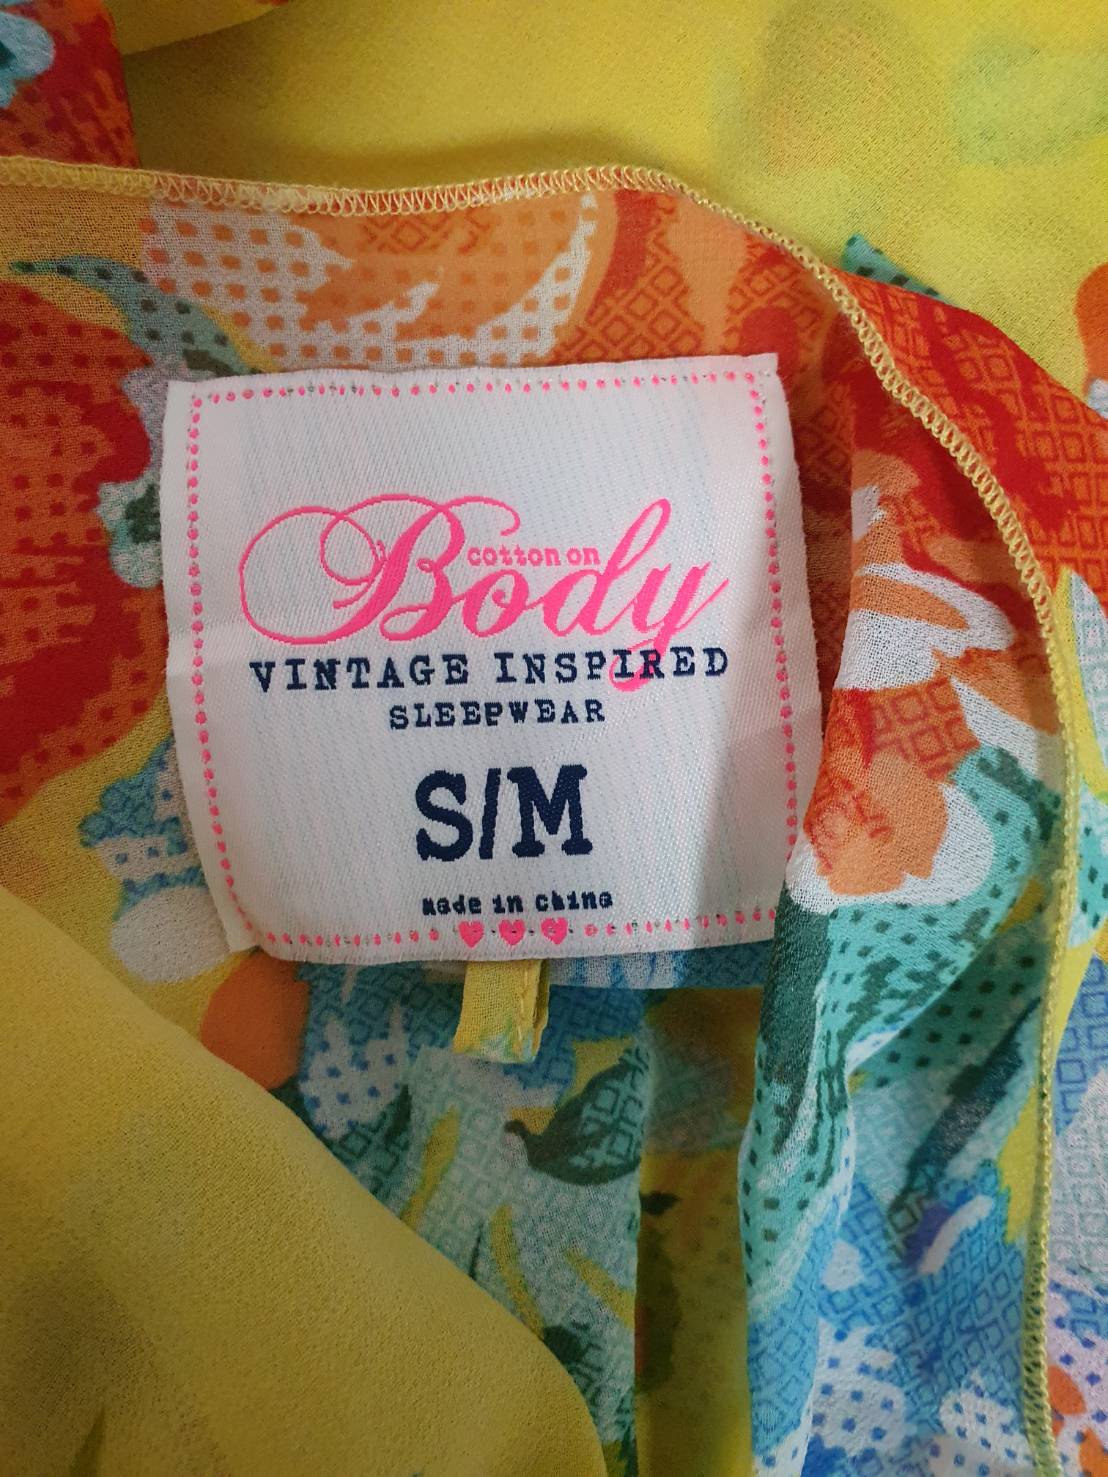 cotton on
Body
VINTAGE INSPIRED
SLEEPWEAR
S/M
made in china